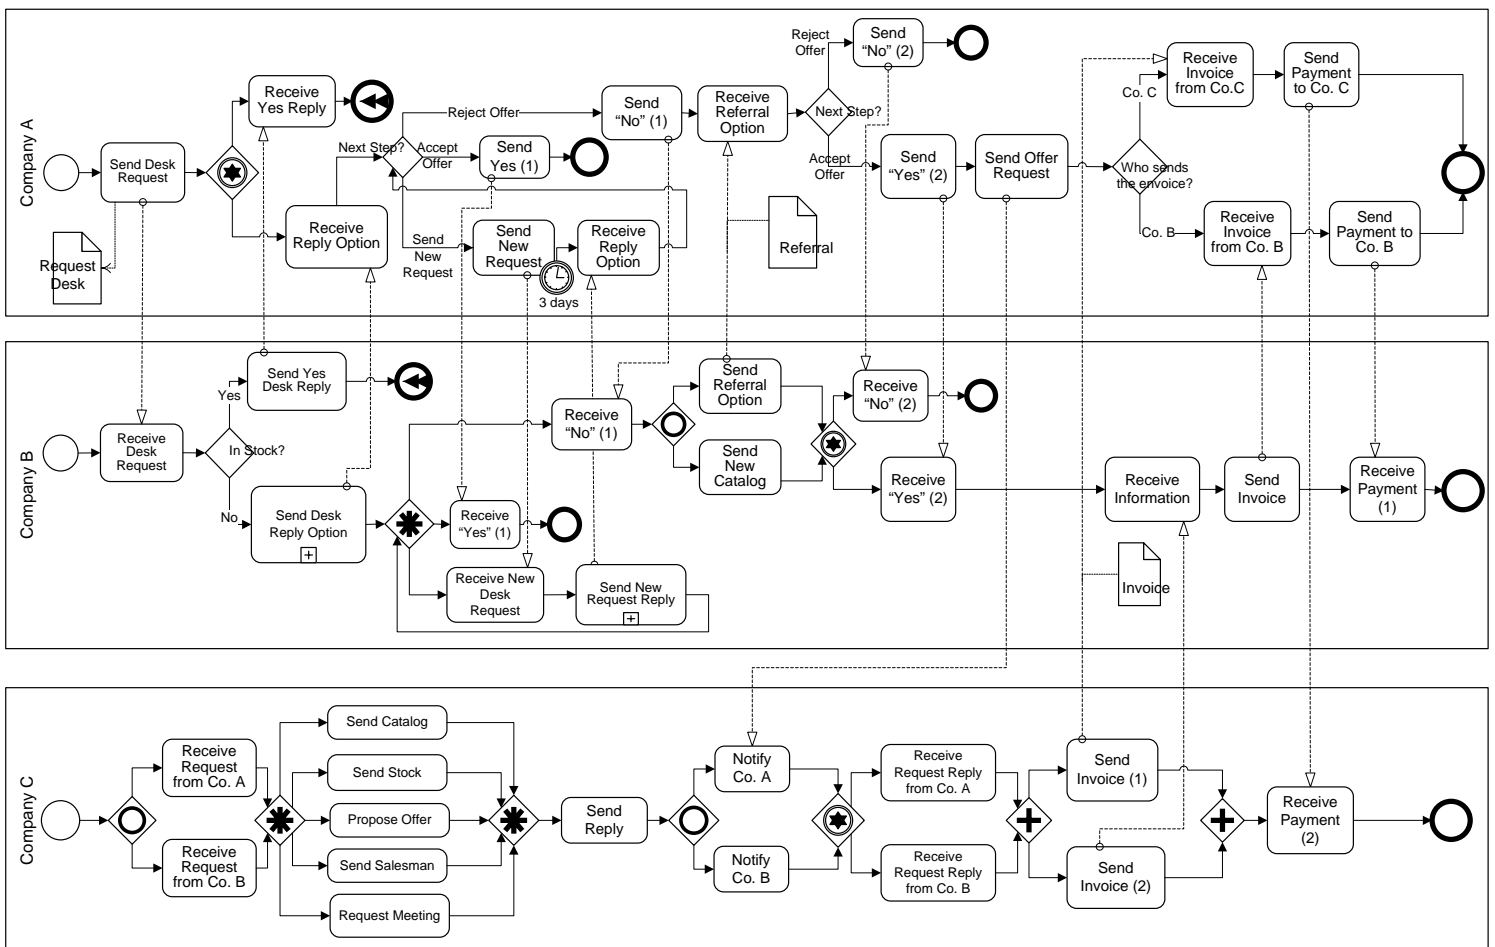 Company A
Send Desk
Request
Request
Desk
Receive
Yes Reply
Receive
Reply Option
Next Step?
Reject Offer
Accept
Offer
Send
New
Request
Send
Yes (1)
Send
New
Request
3 days
Receive
Reply
Option
Send
“No” (1)
Receive
Referral
Option
Referral
Next Step?
Reject
Offer
Accept
Offer
Send
“No” (2)
Send
“Yes” (2)
Send Offer
Request
Who sends
the envoice?
Co. C
Co. B
Receive
Invoice
from Co.C
Send
Payment
to Co. C
Receive
Invoice
from Co. B
Send
Payment to
Co. B
Company B
Receive
Desk
Request
In Stock?
Yes
No
Send Yes
Desk Reply
Send Desk
Reply Option
Receive
“No” (1)
Receive
“Yes” (1)
Receive New
Desk
Request
Send New
Request Reply
Send
Referral
Option
Send
New
Catalog
Receive
“No” (2)
Receive
“Yes” (2)
Receive
Information
Send
Invoice
Receive
Payment
(1)
Invoice
Company C
Receive
Request
from Co. A
Receive
Request
from Co. B
Send Catalog
Send Stock
Propose Offer
Send Salesman
Request Meeting
Send
Reply
Notify
Co. A
Notify
Co. B
Receive
Request Reply
from Co. A
Receive
Request Reply
from Co. B
Send
Invoice (1)
Send
Invoice (2)
Receive
Payment
(2)